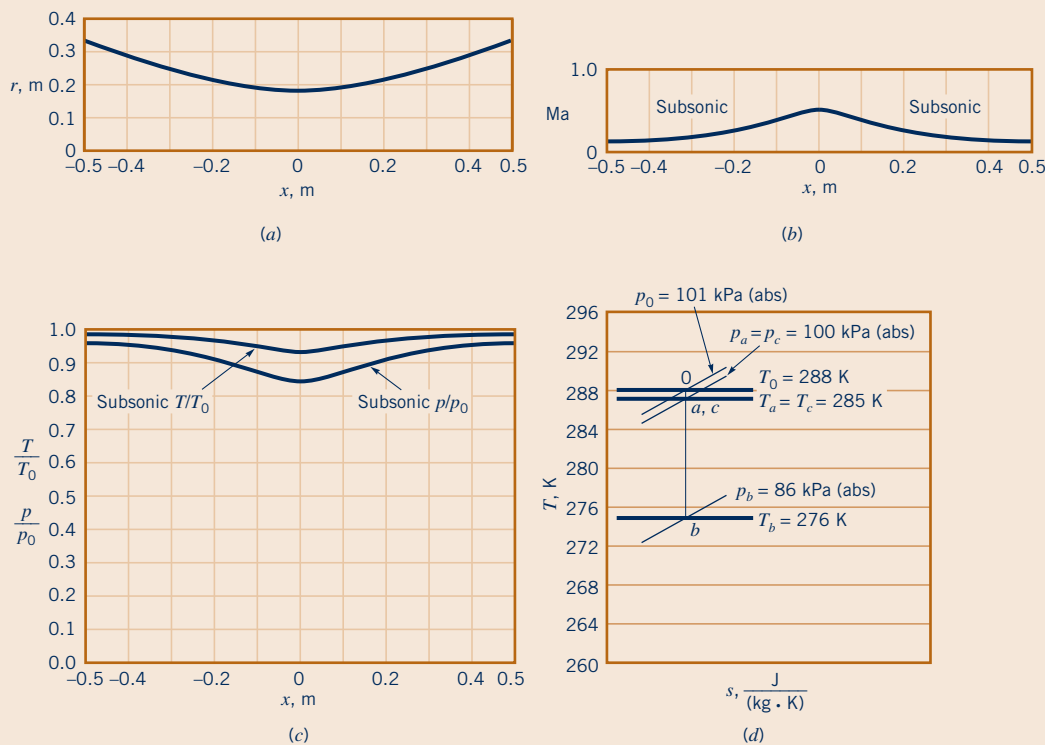 0.4
0.3
r, m 0.2
0.1
0
–0.5 –0.4 –0.2 0 0.2 0.4 0.5
x, m
(a)
1.0
Ma
Subsonic Subsonic
0
–0.5 –0.4 –0.2 0 0.2 0.4 0.5
x, m
(b)
1.0
0.9
0.8
Subsonic T/T0 Subsonic p/p0
0.7
T
T0
0.6
0.5
p
p0
0.4
0.3
0.2
0.1
0.0
–0.5 –0.4 –0.2 0 0.2 0.4 0.5
x, m
(c)
p0 = 101 kPa (abs)
296
pa = pc = 100 kPa (abs)
292
0
T0 = 288 K
288
a, c
Ta = Tc = 285 K
284
280
T, K
pb = 86 kPa (abs)
276
Tb = 276 K
b
272
268
264
260
s, J
(kg • K)
(d)